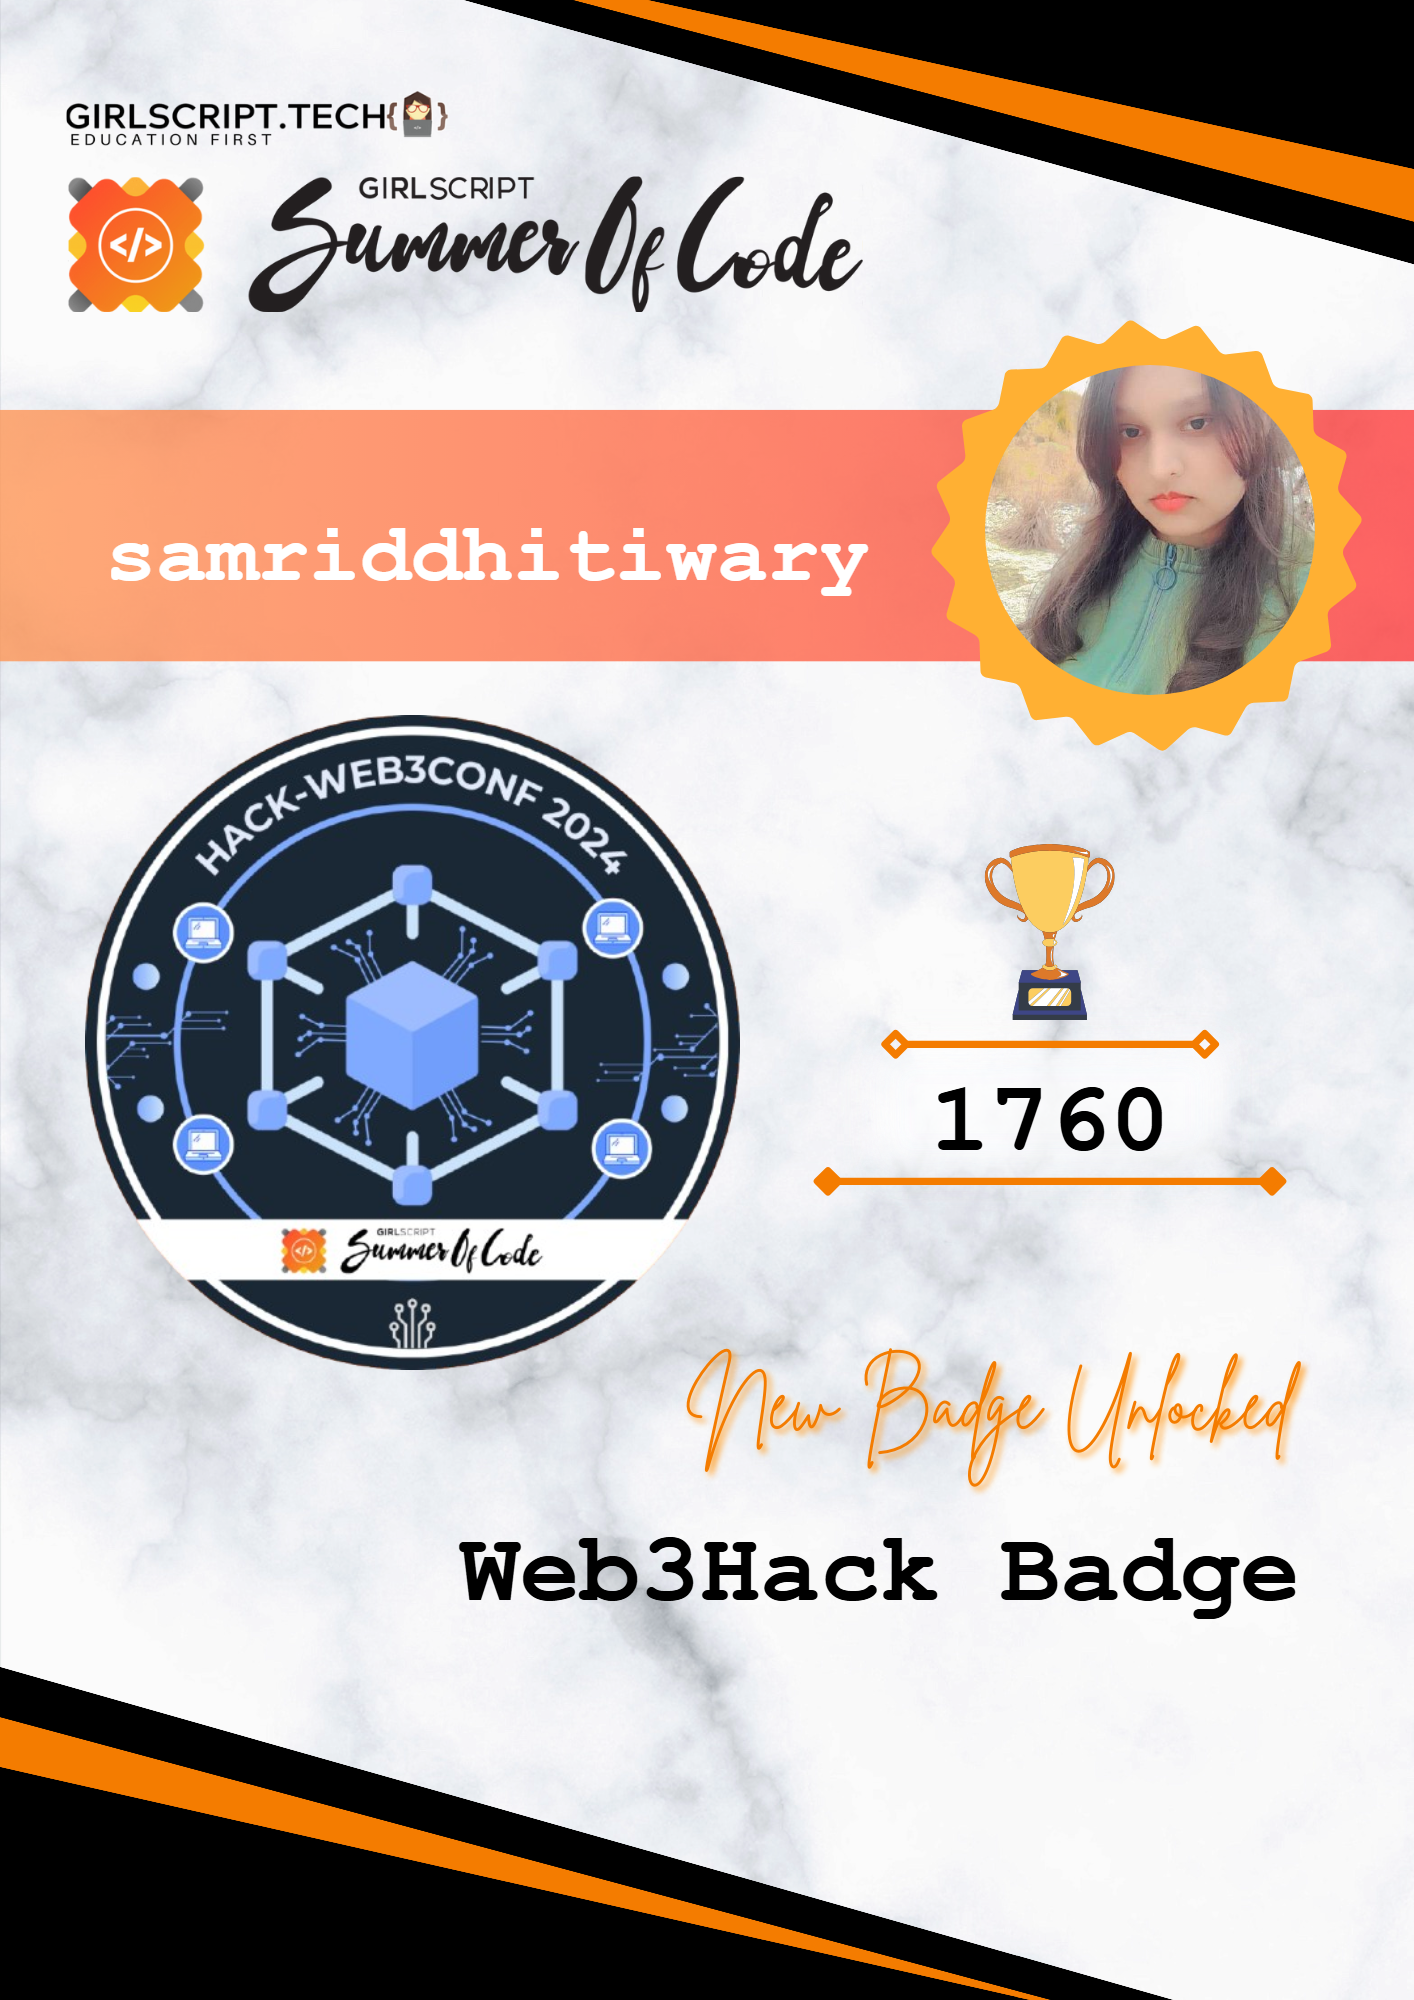 GIRLSCRIPT.TECH{ }
EDUCATION FIRST
GIRLSCRIPT
Summer Of Code
</>
samriddhitiwary
HACK-WEB3CONF 2024
1760
GIRLSCRIPT
</> Summer Of Code
New Badge Unlocked
Web3Hack Badge